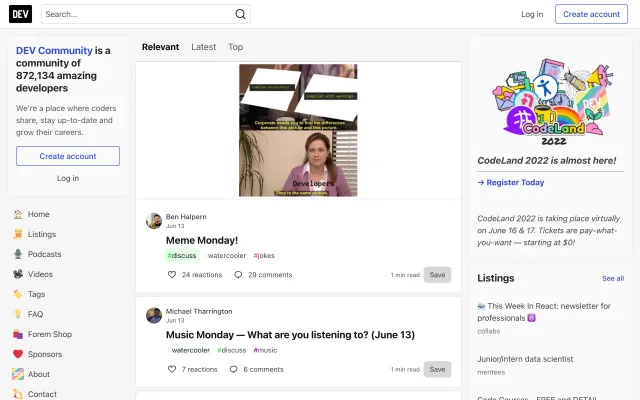 DEV
Search...
Log in
Create account
DEV Community is a
community of
872,134 amazing
developers
We're a place where coders
share, stay up-to-date and
grow their careers.
Create account
Log in
Home
Listings
Podcasts
Videos
Tags
FAQ
Forem Shop
Sponsors
About
Contact
Relevant
Latest
Top
Corporate needs you to find the differences
between this picture and this picture.
Developers
They're the same picture.
Ben Halpern
Jun 13
Meme Monday!
#discuss watercooler #jokes
24 reactions
29 comments
1 min read
Save
Michael Tharrington
Jun 13
Music Monday — What are you listening to? (June 13)
watercooler #discuss #music
7 reactions
6 comments
1 min read
Save
DEV
CodeLand
2022
CodeLand 2022 is almost here!
→ Register Today
CodeLand 2022 is taking place virtually
on June 16 & 17. Tickets are pay-what-
you-want — starting at $0!
Listings
See all
This Week In React: newsletter for
professionals
collabs
Junior/intern data scientist
mentees